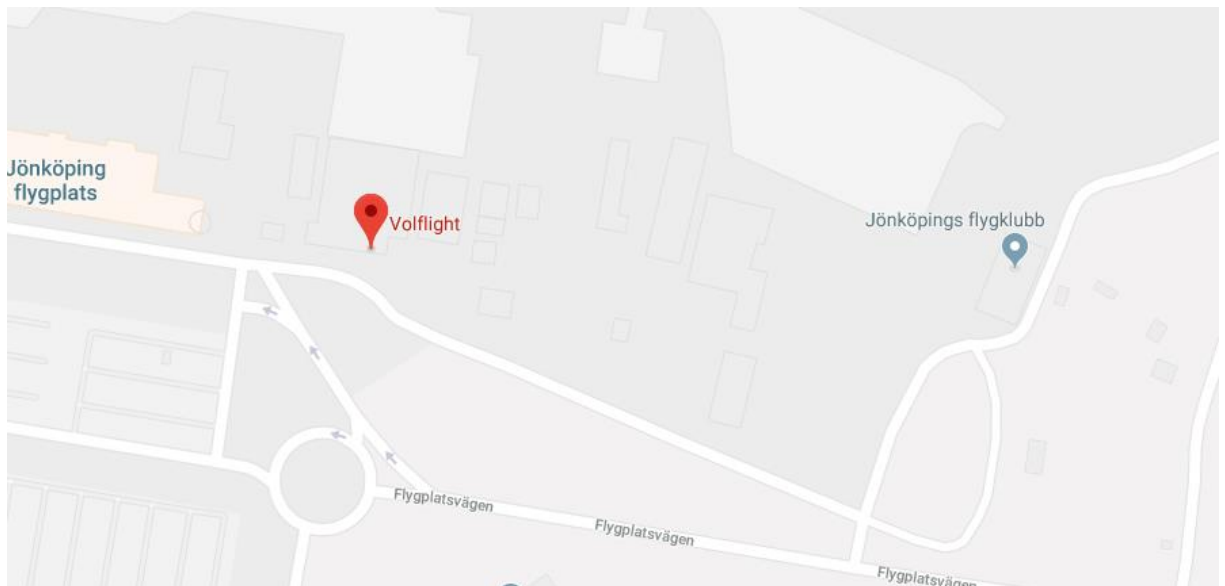 Jönköping
flygplats
Volflight
Jönköpings flygklubb
Flygplatsvägen
Flygplatsvägen
Flygplatsvägen